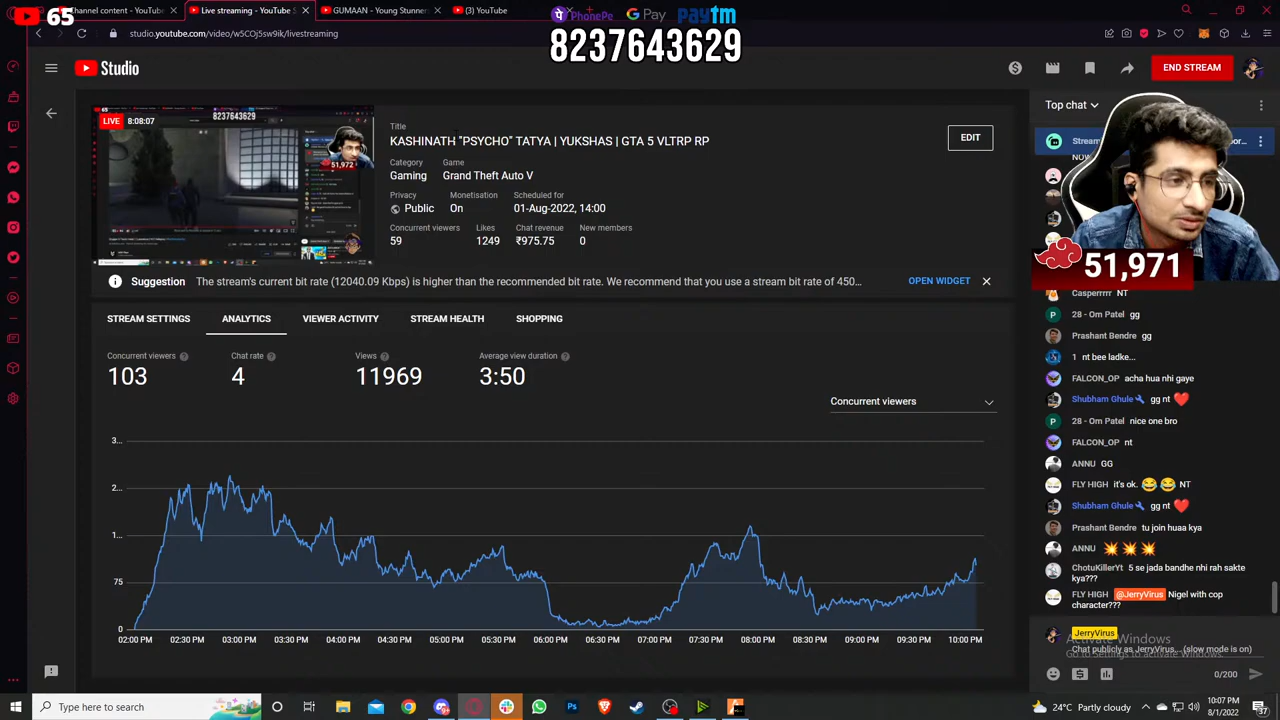 65
Channel content - YouTube
Live streaming - YouTube S
GUMAAN - Young Stunner
(3) YouTube
PhonePe
G Pay
paytm
studio.youtube.com/video/w5COj5sw9ik/livestreaming
8237643629
Studio
END STREAM
LIVE
8:08:07
8237643629
51,972
Title
KASHINATH "PSYCHO" TATYA | YUKSHAS | GTA 5 VLTRP RP
EDIT
Category
Game
Gaming
Grand Theft Auto V
Privacy
Monetisation
Scheduled for
Public
On
01-Aug-2022, 14:00
Concurrent viewers
Likes
Chat revenue
New members
59
1249
₹975.75
0
Suggestion
The stream's current bit rate (12040.09 Kbps) is higher than the recommended bit rate. We recommend that you use a stream bit rate of 450…
OPEN WIDGET
STREAM SETTINGS
ANALYTICS
VIEWER ACTIVITY
STREAM HEALTH
SHOPPING
Concurrent viewers
Chat rate
Views
Average view duration
103
4
11969
3:50
Concurrent viewers
3...
2...
1...
75
0
02:00 PM
02:30 PM
03:00 PM
03:30 PM
04:00 PM
04:30 PM
05:00 PM
05:30 PM
06:00 PM
06:30 PM
07:00 PM
07:30 PM
08:00 PM
08:30 PM
09:00 PM
09:30 PM
10:00 PM
Top chat
Stream
or...
NOW
51,971
Casperrrrr NT
28 - Om Patel gg
Prashant Bendre gg
1 nt bee ladke...
FALCON_OP acha hua nhi gaye
Shubham Ghule gg nt ❤️
28 - Om Patel nice one bro
FALCON_OP nt
ANNU GG
FLY HIGH it's ok. 😂 😂 NT
Shubham Ghule gg nt ❤️
Prashant Bendre tu join huaa kya
ANNU 💥 💥 💥
ChotuKillerYt 5 se jada bandhe nhi rah sakte
kya???
FLY HIGH @JerryVirus Nigel with cop
character???
JerryVirus
Activate Windows
Chat publicly as JerryVirus... (slow mode is on)
Go to Settings to activate Windows.
0/200
Type here to search
24°C Partly cloudy
10:07 PM
8/1/2022